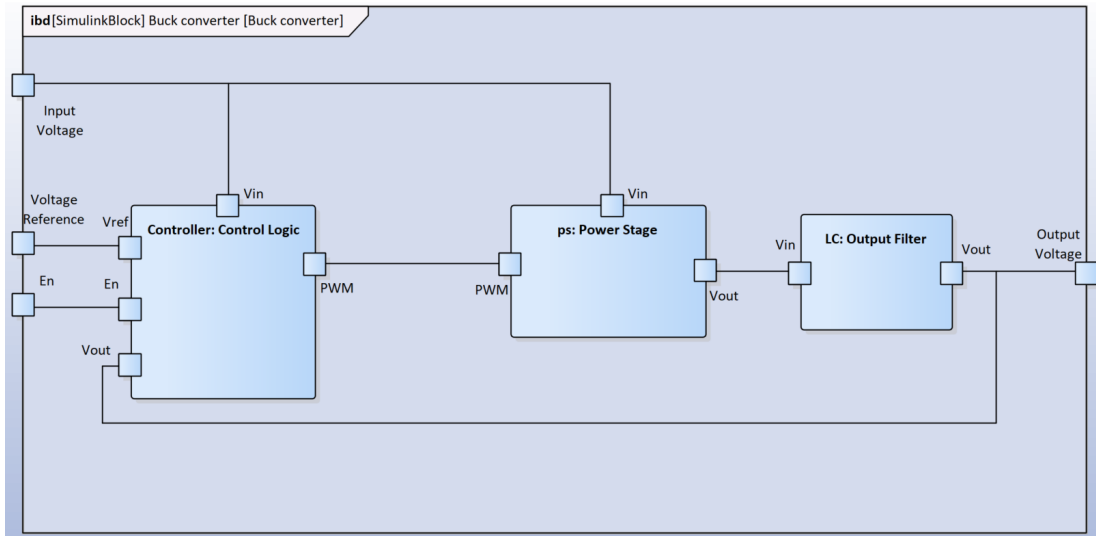 ibd [SimulinkBlock] Buck converter [Buck converter]
Input
Voltage
Voltage
Reference
Vref
En
En
Vout
Vin
Controller: Control Logic
PWM
PWM
Vin
ps: Power Stage
Vout
Vin
LC: Output Filter
Vout
Output
Voltage